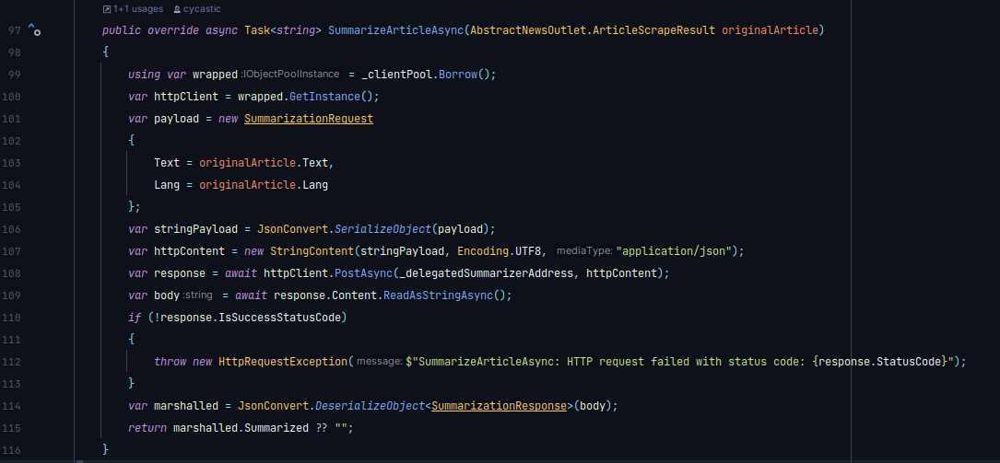 1+1 usages cycastic
97 public override async Task<string> SummarizeArticleAsync(AbstractNewsOutlet.ArticleScrapeResult originalArticle)
98 {
99 using var wrapped :IObjectPoolInstance = _clientPool.Borrow();
100 var httpClient = wrapped.GetInstance();
101 var payload = new SummarizationRequest
102 {
103 Text = originalArticle.Text,
104 Lang = originalArticle.Lang
105 };
106 var stringPayload = JsonConvert.SerializeObject(payload);
107 var httpContent = new StringContent(stringPayload, Encoding.UTF8, mediaType: "application/json");
108 var response = await httpClient.PostAsync(_delegatedSummarizerAddress, httpContent);
109 var body :string = await response.Content.ReadAsStringAsync();
110 if (!response.IsSuccessStatusCode)
111 {
112 throw new HttpRequestException( message: $"SummarizeArticleAsync: HTTP request failed with status code: {response.StatusCode}");
113 }
114 var marshalled = JsonConvert.DeserializeObject<SummarizationResponse>(body);
115 return marshalled.Summarized ?? "";
116 }